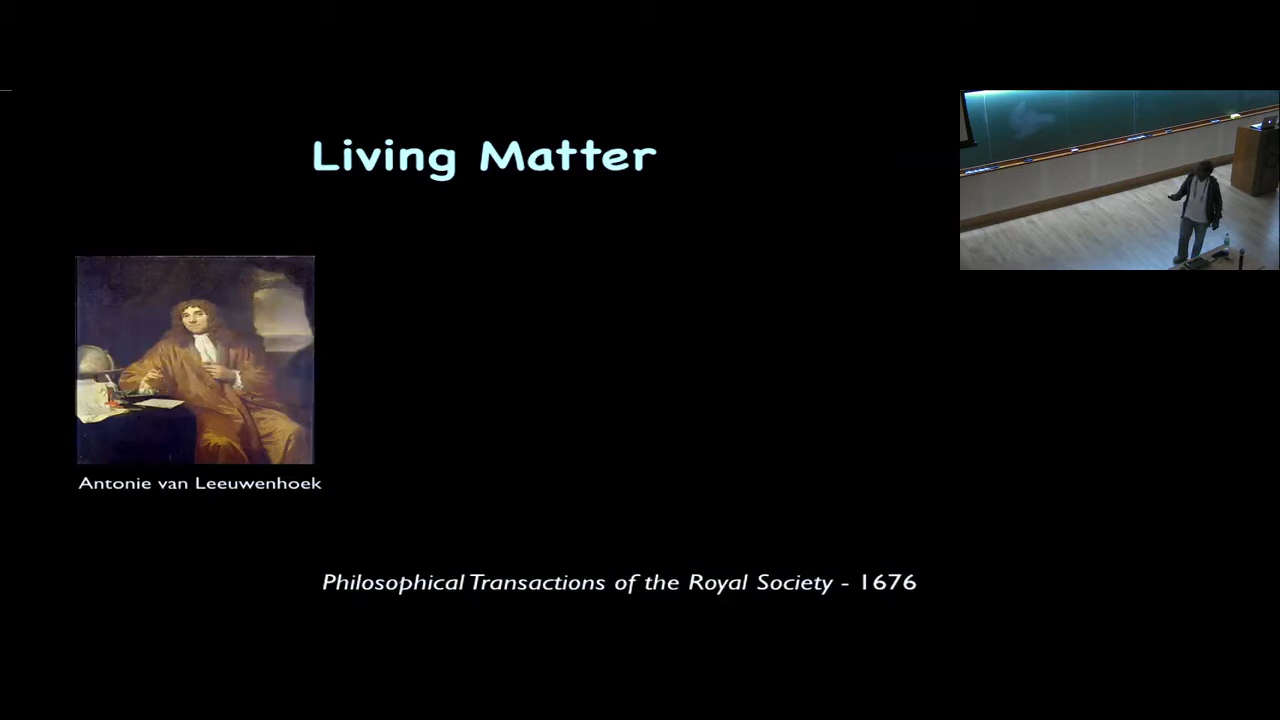 Living Matter
Antonie van Leeuwenhoek
Philosophical Transactions of the Royal Society - 1676